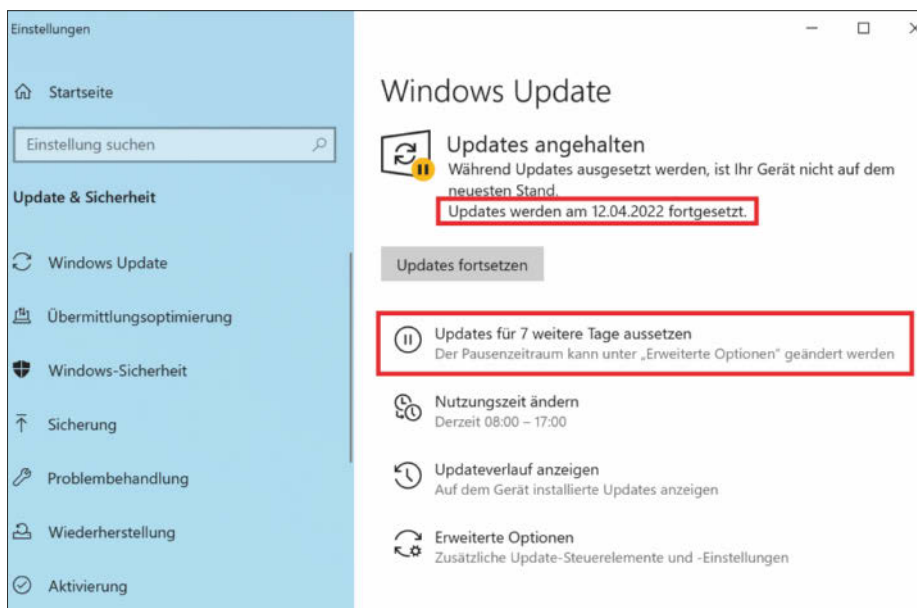 Einstellungen
Startseite
Einstellung suchen
Update & Sicherheit
Windows Update
Übermittlungsoptimierung
Windows-Sicherheit
Sicherung
Problembehandlung
Wiederherstellung
Aktivierung
Windows Update
Updates angehalten
Während Updates ausgesetzt werden, ist Ihr Gerät nicht auf dem
neuesten Stand.
Updates werden am 12.04.2022 fortgesetzt.
Updates fortsetzen
Updates für 7 weitere Tage aussetzen
Der Pausenzeitraum kann unter „Erweiterte Optionen" geändert werden
Nutzungszeit ändern
Derzeit 08:00 – 17:00
Updateverlauf anzeigen
Auf dem Gerät installierte Updates anzeigen
Erweiterte Optionen
Zusätzliche Update-Steuerelemente und -Einstellungen